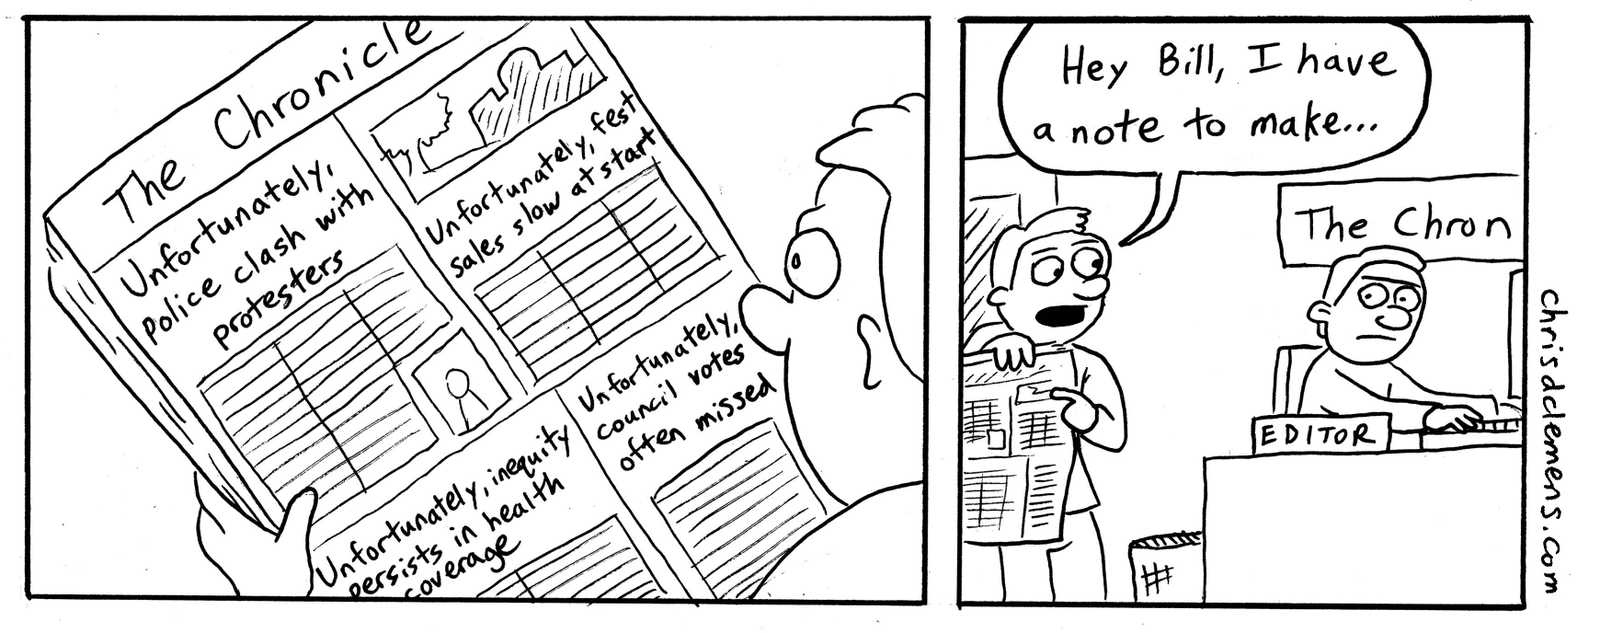 The Chronicle
Unfortunately,
Police clash with
protesters
Unfortunately, fest
sales slow at start
Unfortunately, inequity
persists in health
coverage
Unfortunately,
council votes
often missed
Hey Bill, I have
a note to make...
The Chron
EDITOR
chrisdclemens.com